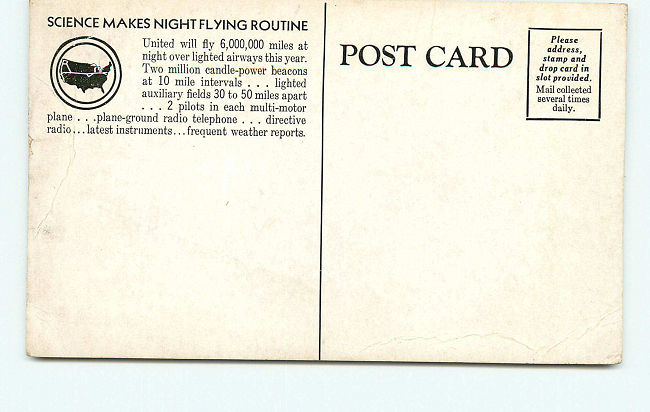 SCIENCE MAKES NIGHT FLYING ROUTINE
United will fly 6,000,000 miles at
night over lighted airways this year.
Two million candle-power beacons
at 10 mile intervals . . . lighted
auxiliary fields 30 to 50 miles apart
. . . 2 pilots in each multi-motor
plane . . .plane-ground radio telephone . . . directive
radio...latest instruments...frequent weather reports.
POST CARD
Please
address,
stamp and
drop card in
slot provided.
Mail collected
several times
daily.